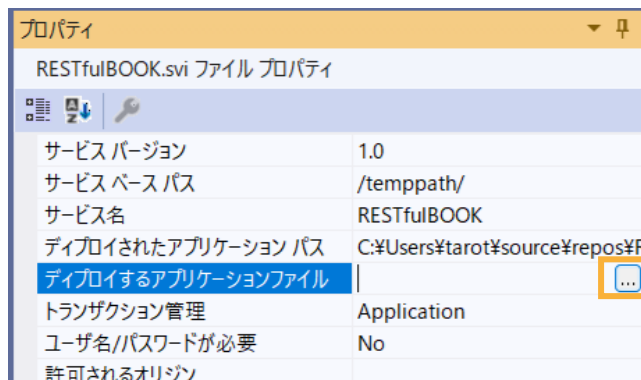 プロパティ
RESTfulBOOK.svi ファイル プロパティ
サービス バージョン 1.0
サービス ベース パス /temppath/
サービス名 RESTfulBOOK
ディプロイされたアプリケーション パス C:¥Users¥tarot¥source¥repos¥F
ディプロイするアプリケーションファイル ...
トランザクション管理 Application
ユーザ名/パスワードが必要 No
許可されるオリジン